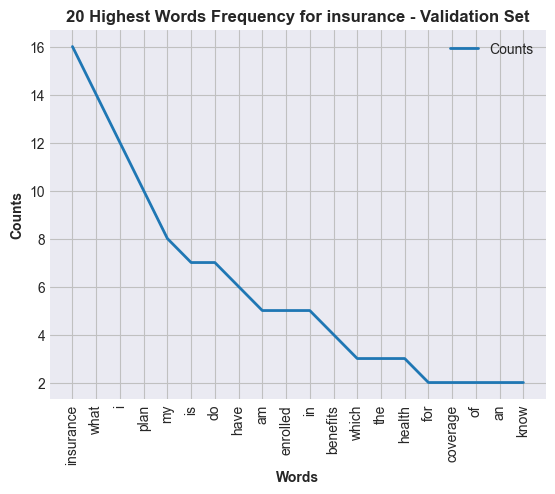 20 Highest Words Frequency for insurance - Validation Set
Counts
16
14
12
10
8
6
4
2
Counts
insurance
what
i
plan
my
is
do
have
am
enrolled
in
benefits
which
the
health
for
coverage
of
an
know
Words